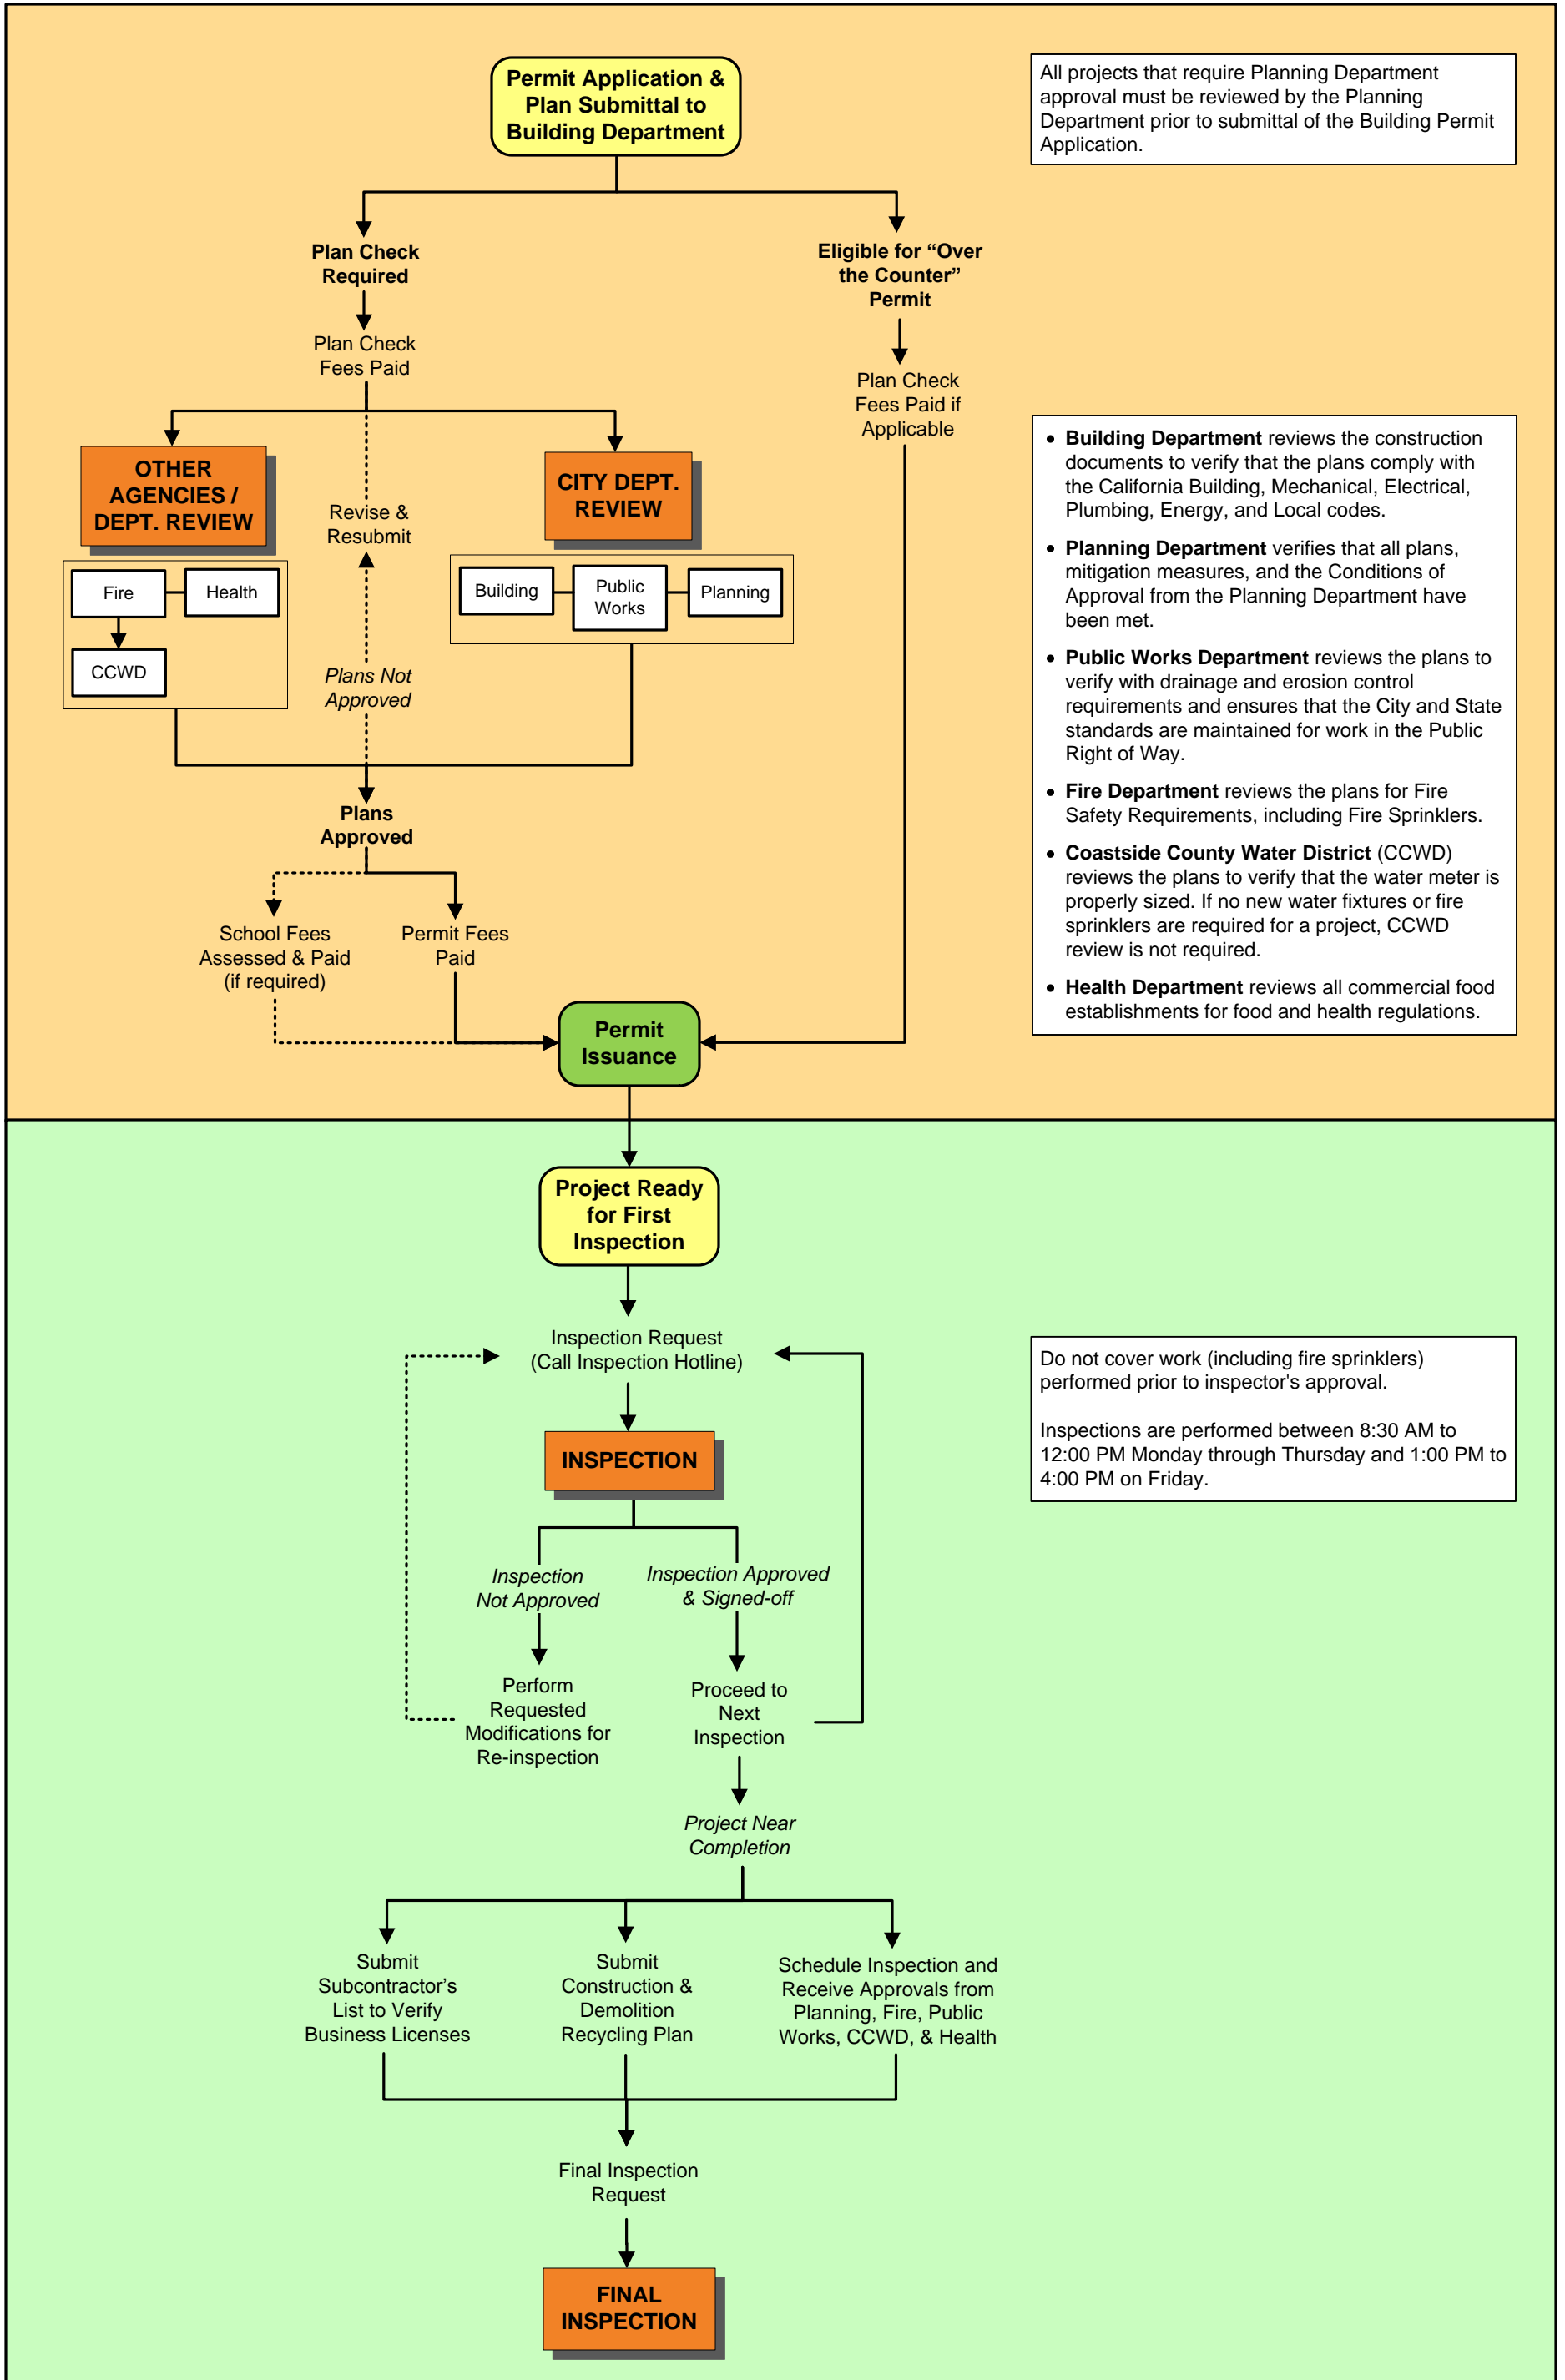 Permit Application &
Plan Submittal to
Building Department
All projects that require Planning Department
approval must be reviewed by the Planning
Department prior to submittal of the Building Permit
Application.
Plan Check
Required
Eligible for “Over
the Counter”
Permit
Plan Check
Fees Paid
Plan Check
Fees Paid if
Applicable
OTHER
AGENCIES /
DEPT. REVIEW
Revise &
Resubmit
CITY DEPT.
REVIEW
Fire
Health
CCWD
Building
Public
Works
Planning
Plans Not
Approved
• Building Department reviews the construction
documents to verify that the plans comply with
the California Building, Mechanical, Electrical,
Plumbing, Energy, and Local codes.
• Planning Department verifies that all plans,
mitigation measures, and the Conditions of
Approval from the Planning Department have
been met.
• Public Works Department reviews the plans to
verify with drainage and erosion control
requirements and ensures that the City and State
standards are maintained for work in the Public
Right of Way.
• Fire Department reviews the plans for Fire
Safety Requirements, including Fire Sprinklers.
• Coastside County Water District (CCWD)
reviews the plans to verify that the water meter is
properly sized. If no new water fixtures or fire
sprinklers are required for a project, CCWD
review is not required.
• Health Department reviews all commercial food
establishments for food and health regulations.
Plans
Approved
School Fees
Assessed & Paid
(if required)
Permit Fees
Paid
Permit
Issuance
Project Ready
for First
Inspection
Inspection Request
(Call Inspection Hotline)
Do not cover work (including fire sprinklers)
performed prior to inspector's approval.
Inspections are performed between 8:30 AM to
12:00 PM Monday through Thursday and 1:00 PM to
4:00 PM on Friday.
INSPECTION
Inspection
Not Approved
Inspection Approved
& Signed-off
Perform
Requested
Modifications for
Re-inspection
Proceed to
Next
Inspection
Project Near
Completion
Submit
Subcontractor’s
List to Verify
Business Licenses
Submit
Construction &
Demolition
Recycling Plan
Schedule Inspection and
Receive Approvals from
Planning, Fire, Public
Works, CCWD, & Health
Final Inspection
Request
FINAL
INSPECTION